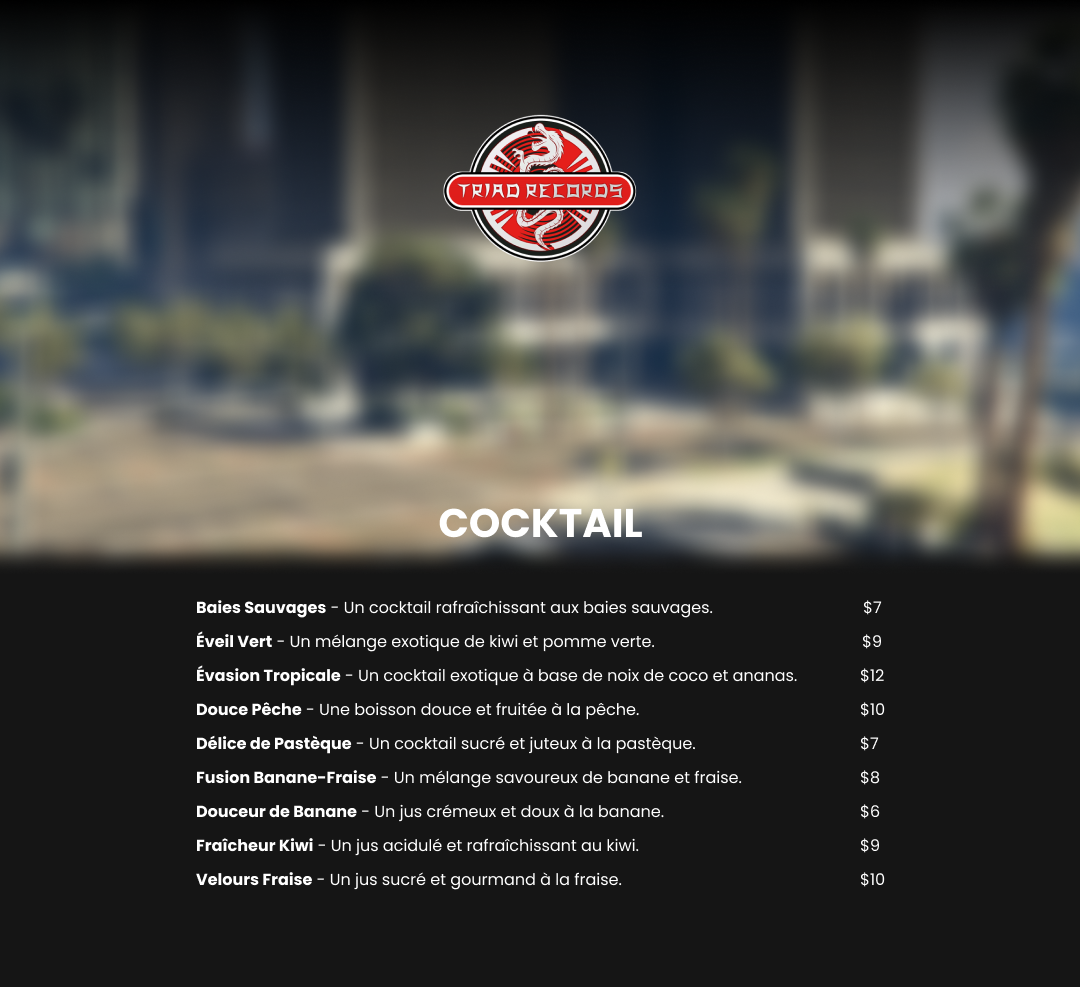 TRIAD RECORDS
COCKTAIL
Baies Sauvages - Un cocktail rafraîchissant aux baies sauvages. $7
Éveil Vert - Un mélange exotique de kiwi et pomme verte. $9
Évasion Tropicale - Un cocktail exotique à base de noix de coco et ananas. $12
Douce Pêche - Une boisson douce et fruitée à la pêche. $10
Délice de Pastèque - Un cocktail sucré et juteux à la pastèque. $7
Fusion Banane-Fraise - Un mélange savoureux de banane et fraise. $8
Douceur de Banane - Un jus crémeux et doux à la banane. $6
Fraîcheur Kiwi - Un jus acidulé et rafraîchissant au kiwi. $9
Velours Fraise - Un jus sucré et gourmand à la fraise. $10